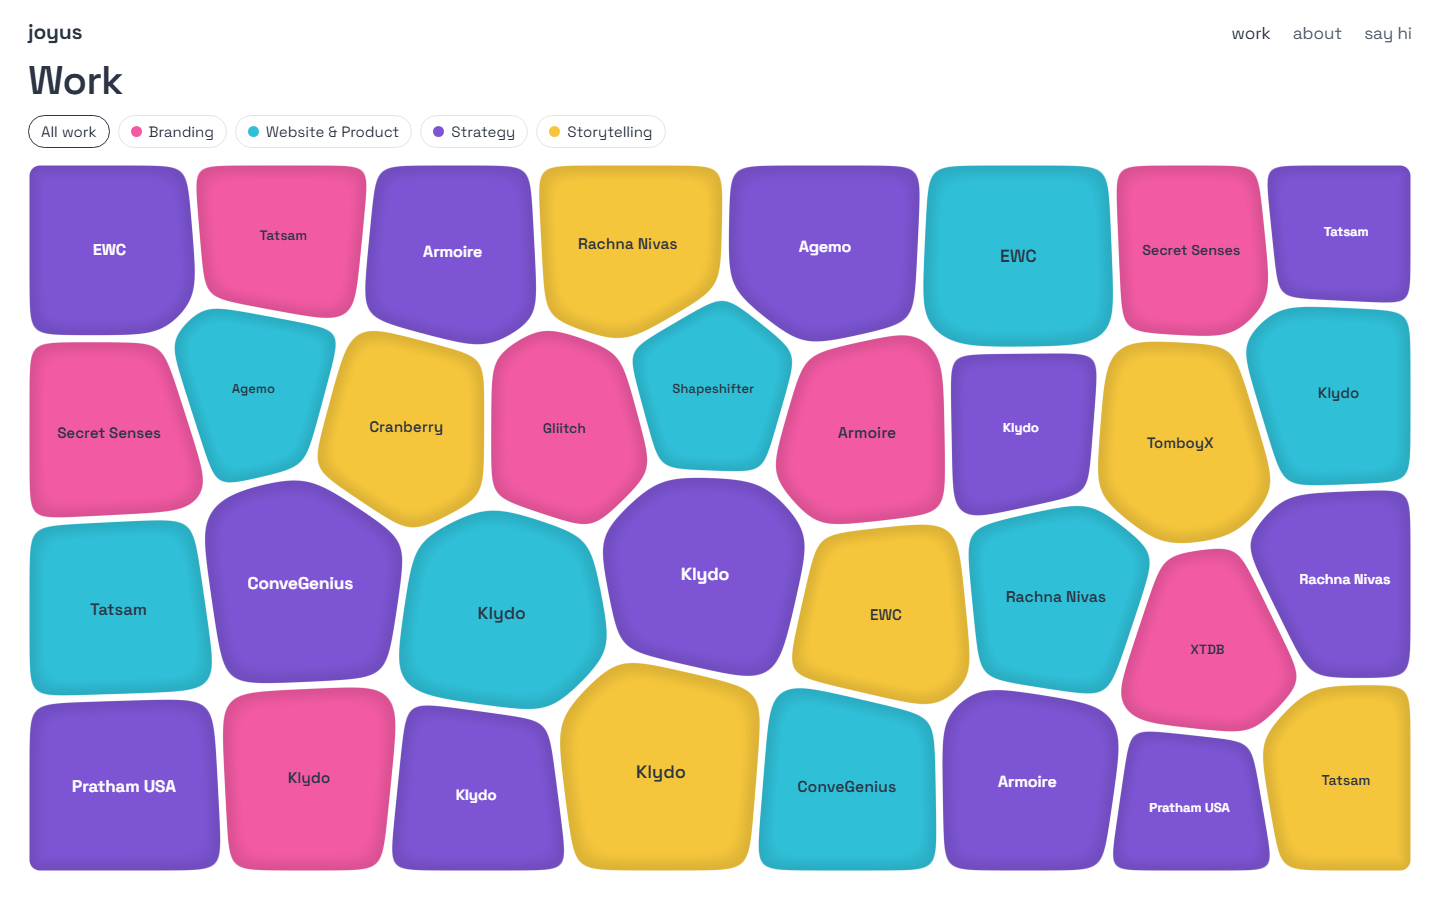 joyus
work about say hi
Work
All work
Branding
Website & Product
Strategy
Storytelling
EWC
Tatsam
Armoire
Rachna Nivas
Agemo
EWC
Secret Senses
Tatsam
Secret Senses
Agemo
Cranberry
Gliitch
Shapeshifter
Armoire
Klydo
TomboyX
Klydo
Tatsam
ConveGenius
Klydo
Klydo
EWC
Rachna Nivas
XTDB
Rachna Nivas
Pratham USA
Klydo
Klydo
Klydo
ConveGenius
Armoire
Pratham USA
Tatsam